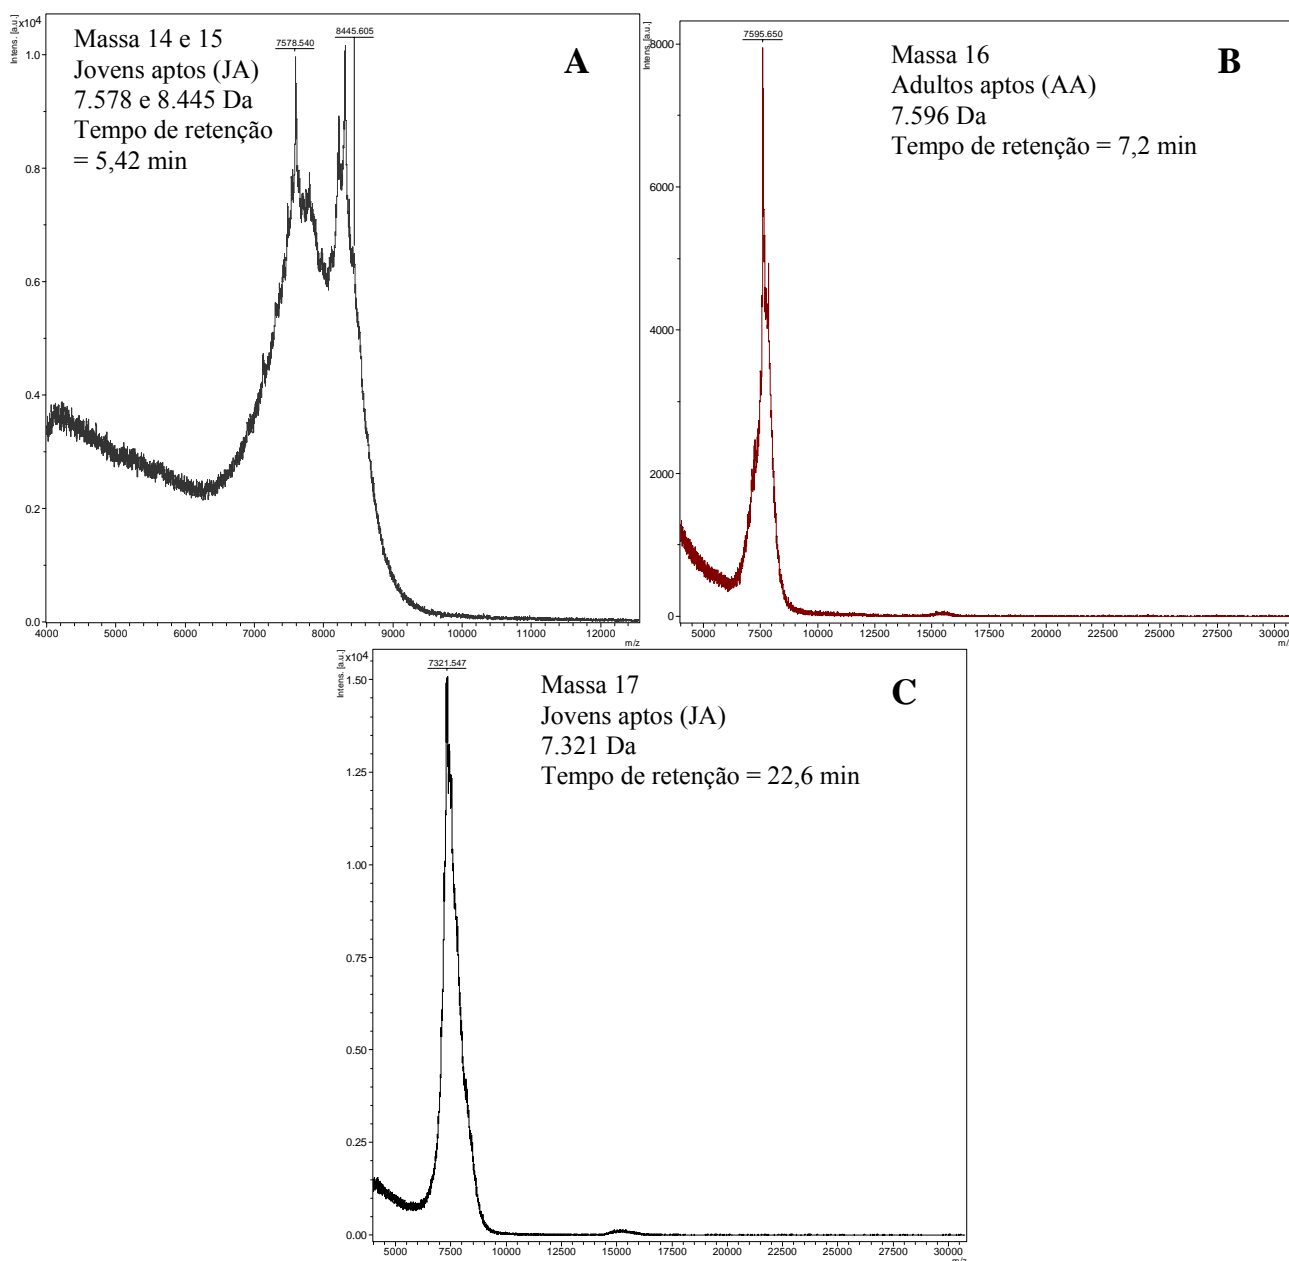 Intens. [a.u.]
x10⁴
7578.540
8445.605
Massa 14 e 15
Jovens aptos (JA)
7.578 e 8.445 Da
Tempo de retenção
= 5,42 min
A
1.0
0.8
0.6
0.4
0.2
0.0
4000 5000 6000 7000 8000 9000 10000 11000 12000
m/z
Intens. [a.u.]
7595.650
Massa 16
Adultos aptos (AA)
7.596 Da
Tempo de retenção = 7,2 min
B
8000
6000
4000
2000
0
5000 7500 10000 12500 15000 17500 20000 22500 25000 27500 30000
m/z
Intens. [a.u.]
x10⁴
7321.547
Massa 17
Jovens aptos (JA)
7.321 Da
Tempo de retenção = 22,6 min
C
1.50
1.25
1.00
0.75
0.50
0.25
0.00
5000 7500 10000 12500 15000 17500 20000 22500 25000 27500 30000
m/z